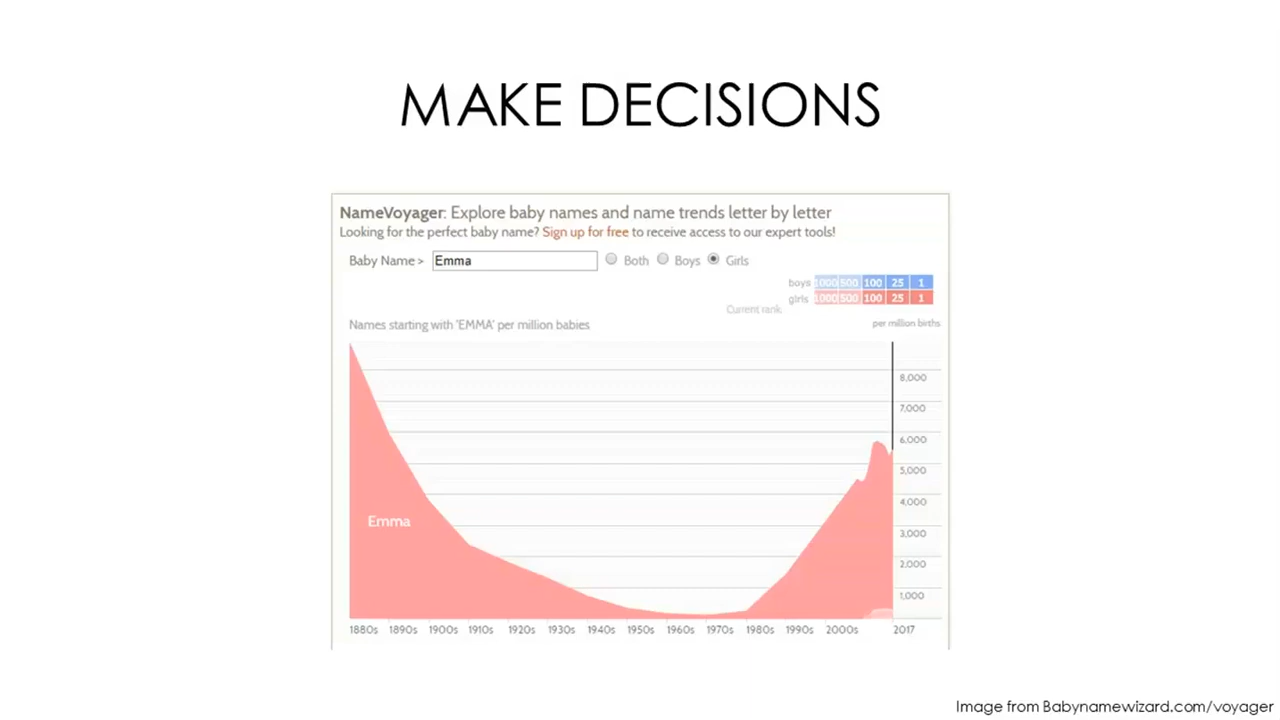 MAKE DECISIONS
NameVoyager: Explore baby names and name trends letter by letter
Looking for the perfect baby name? Sign up for free to receive access to our expert tools!
Baby Name > Emma Both Boys Girls
boys 1000 500 100 25 1
girls 1000 500 100 25 1
Current rank:
Names starting with 'EMMA' per million babies
per million births
8,000
7,000
6,000
5,000
4,000
3,000
2,000
1,000
Emma
1880s 1890s 1900s 1910s 1920s 1930s 1940s 1950s 1960s 1970s 1980s 1990s 2000s 2017
Image from Babynamewizard.com/voyager